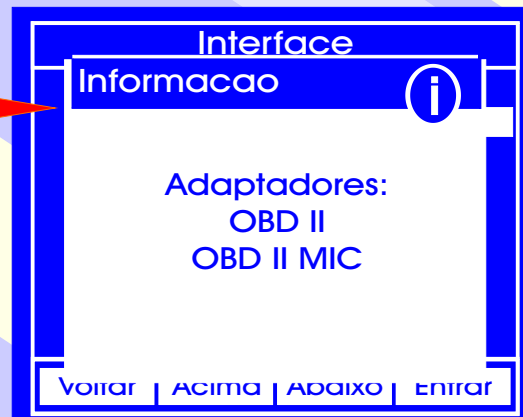 Interface
Informacao
i
Adaptadores:
OBD II
OBD II MIC
Voltar Acima Abaixo Entrar